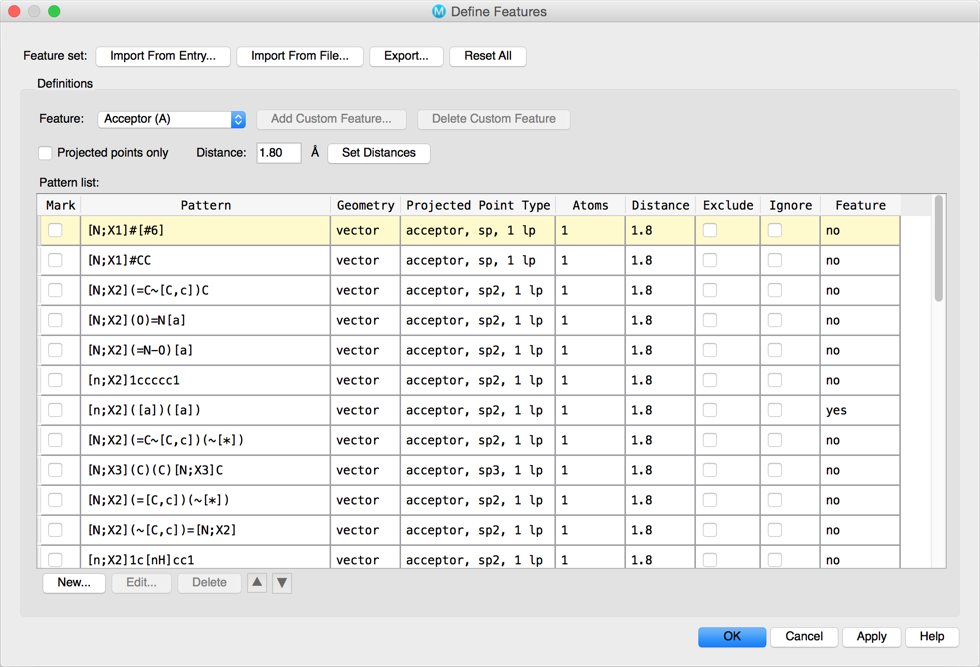 M Define Features
Feature set: Import From Entry... Import From File... Export... Reset All
Definitions
Feature: Acceptor (A) Add Custom Feature... Delete Custom Feature
Projected points only Distance: 1.80 Å Set Distances
Pattern list:
Mark Pattern Geometry Projected Point Type Atoms Distance Exclude Ignore Feature
[N;X1]#[#6] vector acceptor, sp, 1 lp 1 1.8 no
[N;X1]#CC vector acceptor, sp, 1 lp 1 1.8 no
[N;X2](=C~[C,c])C vector acceptor, sp2, 1 lp 1 1.8 no
[N;X2](O)=N[a] vector acceptor, sp2, 1 lp 1 1.8 no
[N;X2](=N-O)[a] vector acceptor, sp2, 1 lp 1 1.8 no
[n;X2]1ccccc1 vector acceptor, sp2, 1 lp 1 1.8 no
[n;X2]([a])([a]) vector acceptor, sp2, 1 lp 1 1.8 yes
[N;X2](=C~[C,c])(~[*]) vector acceptor, sp2, 1 lp 1 1.8 no
[N;X3](C)(C)[N;X3]C vector acceptor, sp3, 1 lp 1 1.8 no
[N;X2](=[C,c])(~[*]) vector acceptor, sp2, 1 lp 1 1.8 no
[N;X2](~[C,c])=[N;X2] vector acceptor, sp2, 1 lp 1 1.8 no
[n;X2]1c[nH]cc1 vector acceptor, sp2, 1 lp 1 1.8 no
New... Edit... Delete
OK Cancel Apply Help